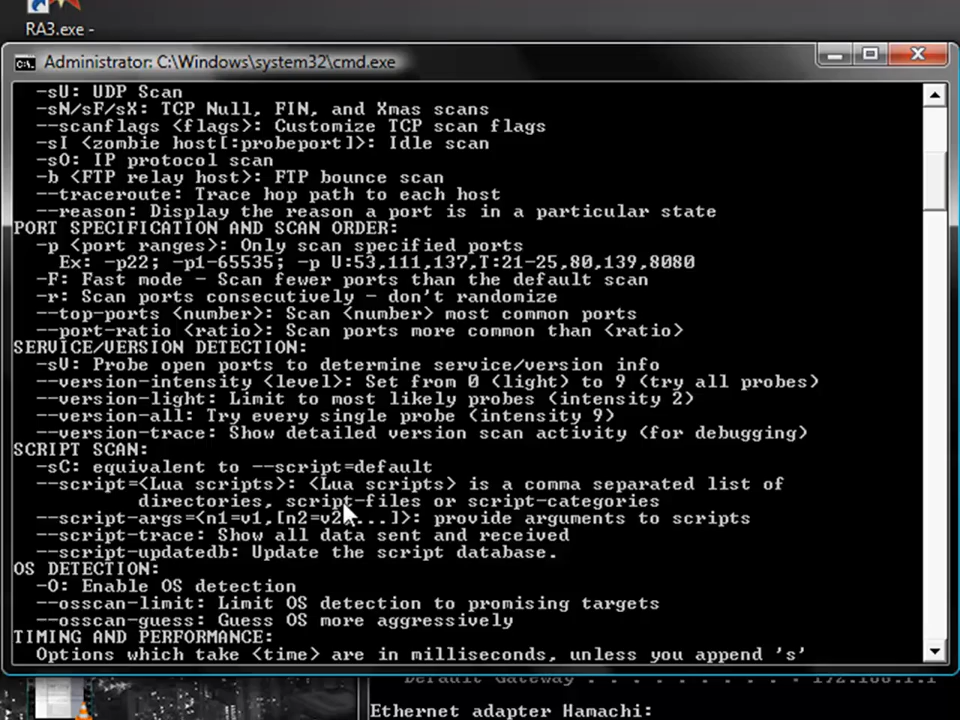 RA3.exe -
Administrator: C:\Windows\system32\cmd.exe
-sU: UDP Scan
-sN/sF/sX: TCP Null, FIN, and Xmas scans
--scanflags <flags>: Customize TCP scan flags
-sI <zombie host[:probeport]>: Idle scan
-sO: IP protocol scan
-b <FTP relay host>: FTP bounce scan
--traceroute: Trace hop path to each host
--reason: Display the reason a port is in a particular state
PORT SPECIFICATION AND SCAN ORDER:
-p <port ranges>: Only scan specified ports
Ex: -p22; -p1-65535; -p U:53,111,137,T:21-25,80,139,8080
-F: Fast mode - Scan fewer ports than the default scan
-r: Scan ports consecutively - don't randomize
--top-ports <number>: Scan <number> most common ports
--port-ratio <ratio>: Scan ports more common than <ratio>
SERVICE/VERSION DETECTION:
-sV: Probe open ports to determine service/version info
--version-intensity <level>: Set from 0 (light) to 9 (try all probes)
--version-light: Limit to most likely probes (intensity 2)
--version-all: Try every single probe (intensity 9)
--version-trace: Show detailed version scan activity (for debugging)
SCRIPT SCAN:
-sC: equivalent to --script=default
--script=<Lua scripts>: <Lua scripts> is a comma separated list of
directories, script-files or script-categories
--script-args=<n1=v1,[n2=v2,...]>: provide arguments to scripts
--script-trace: Show all data sent and received
--script-updatedb: Update the script database.
OS DETECTION:
-O: Enable OS detection
--osscan-limit: Limit OS detection to promising targets
--osscan-guess: Guess OS more aggressively
TIMING AND PERFORMANCE:
Options which take <time> are in milliseconds, unless you append 's'
Default Gateway . . . . . . . . . : 192.168.1.1
Ethernet adapter Hamachi: